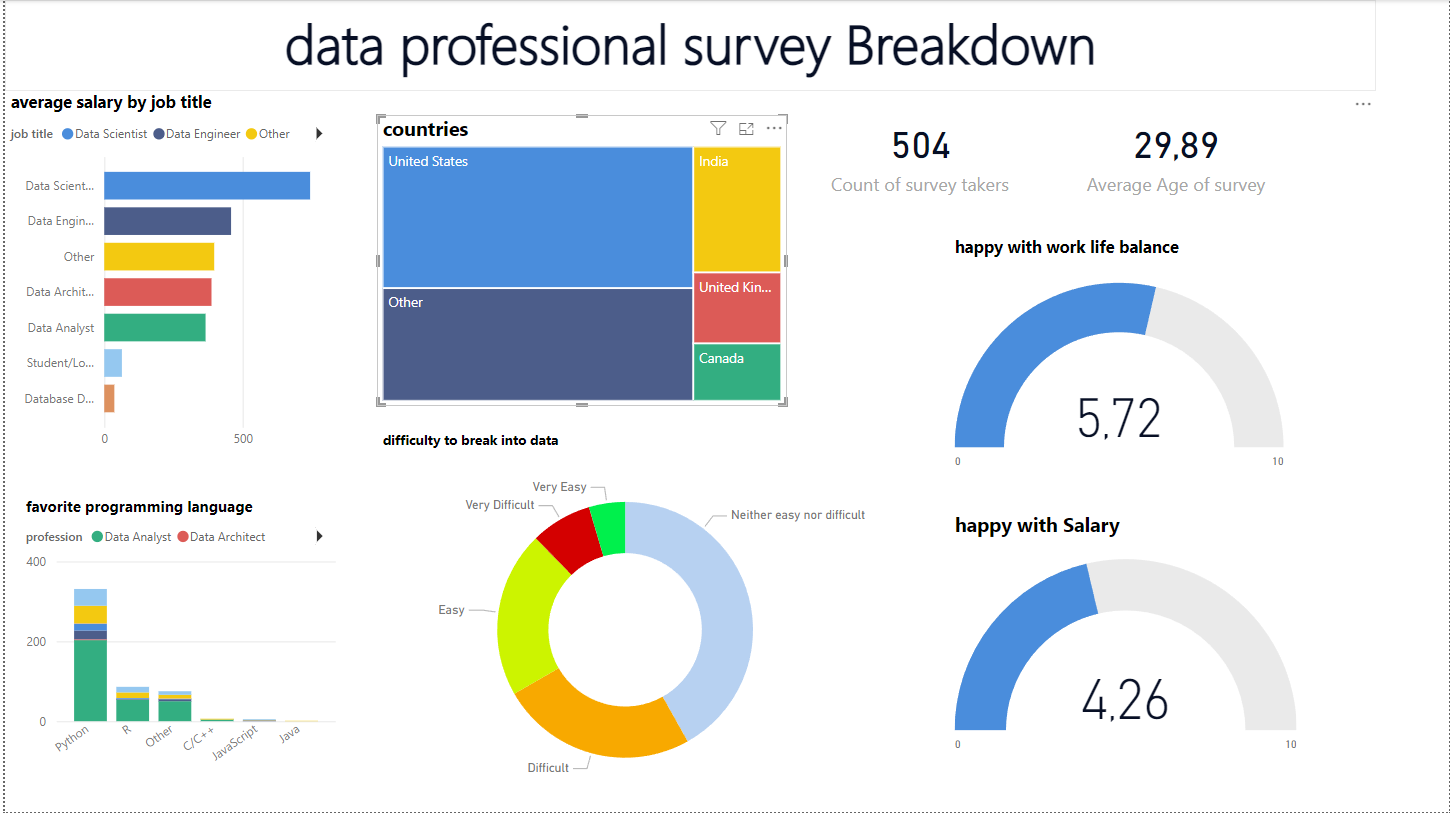 data professional survey Breakdown
average salary by job title
job title Data Scientist Data Engineer Other
Data Scient...
Data Engin...
Other
Data Archit...
Data Analyst
Student/Lo...
Database D...
0 500
countries
United States
India
Other
United Kin...
Canada
504
Count of survey takers
29,89
Average Age of survey
happy with work life balance
5,72
0 10
favorite programming language
profession Data Analyst Data Architect
400
200
0
Python R Other C/C++ JavaScript Java
difficulty to break into data
Very Easy
Very Difficult
Neither easy nor difficult
Easy
Difficult
happy with Salary
4,26
0 10